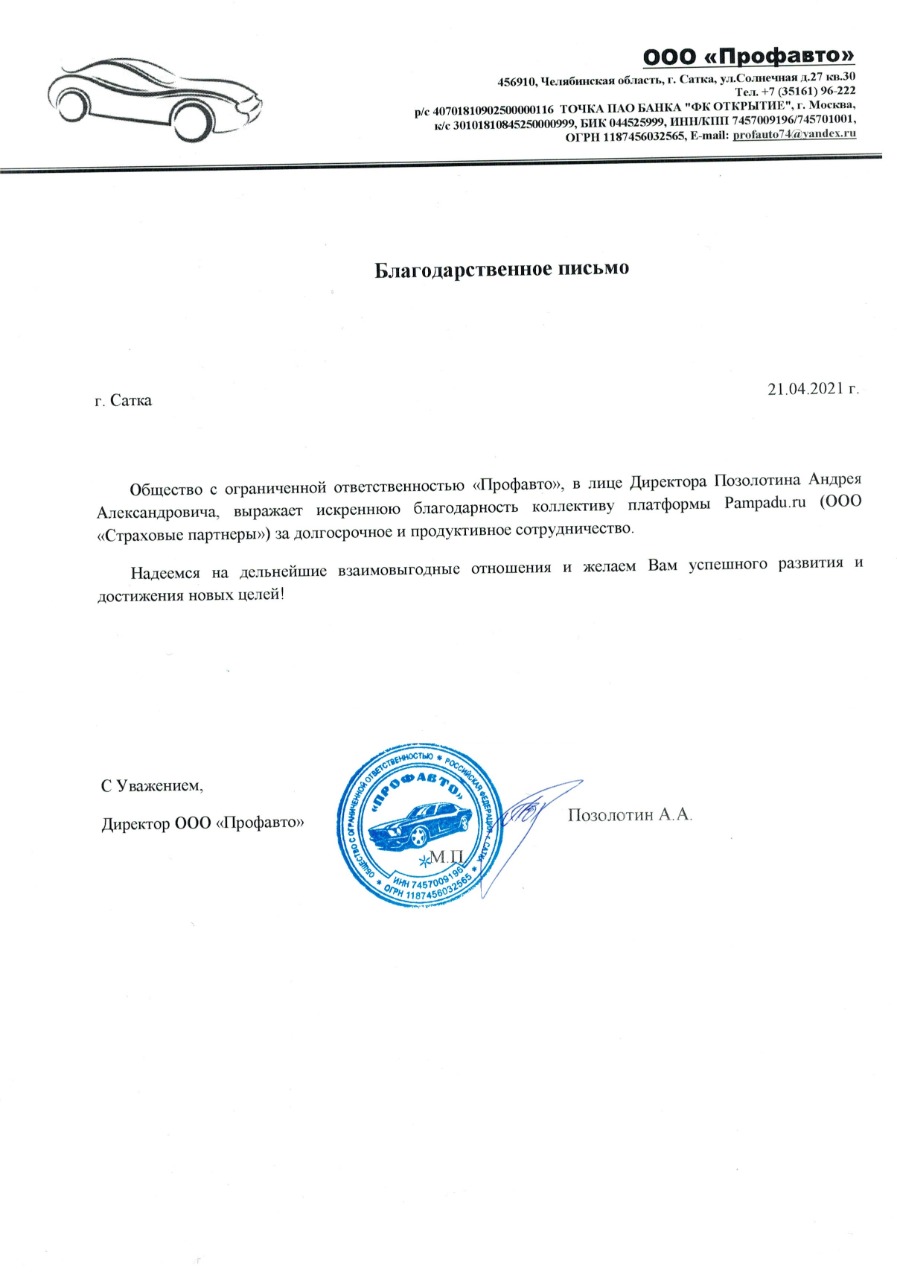 ООО «Профавто»
456910, Челябинская область, г. Сатка, ул.Солнечная д.27 кв.30
Тел. +7 (35161) 96-222
р/с 40701810902500000116 ТОЧКА ПАО БАНКА "ФК ОТКРЫТИЕ", г. Москва,
к/с 30101810845250000999, БИК 044525999, ИНН/КПП 7457009196/745701001,
ОГРН 1187456032565, E-mail: profauto74@yandex.ru
Благодарственное письмо
г. Сатка
21.04.2021 г.
Общество с ограниченной ответственностью «Профавто», в лице Директора Позолотина Андрея
Александровича, выражает искреннюю благодарность коллективу платформы Pampadu.ru (ООО
«Страховые партнеры») за долгосрочное и продуктивное сотрудничество.
Надеемся на дельнейшие взаимовыгодные отношения и желаем Вам успешного развития и
достижения новых целей!
С Уважением,
Директор ООО «Профавто»
ОБЩЕСТВО С ОГРАНИЧЕННОЙ ОТВЕТСТВЕННОСТЬЮ * РОССИЙСКАЯ ФЕДЕРАЦИЯ г. САТКА *
«ПРОФАВТО»
М.П.
ИНН 7457009196
ОГРН 1187456032565
Позолотин А.А.